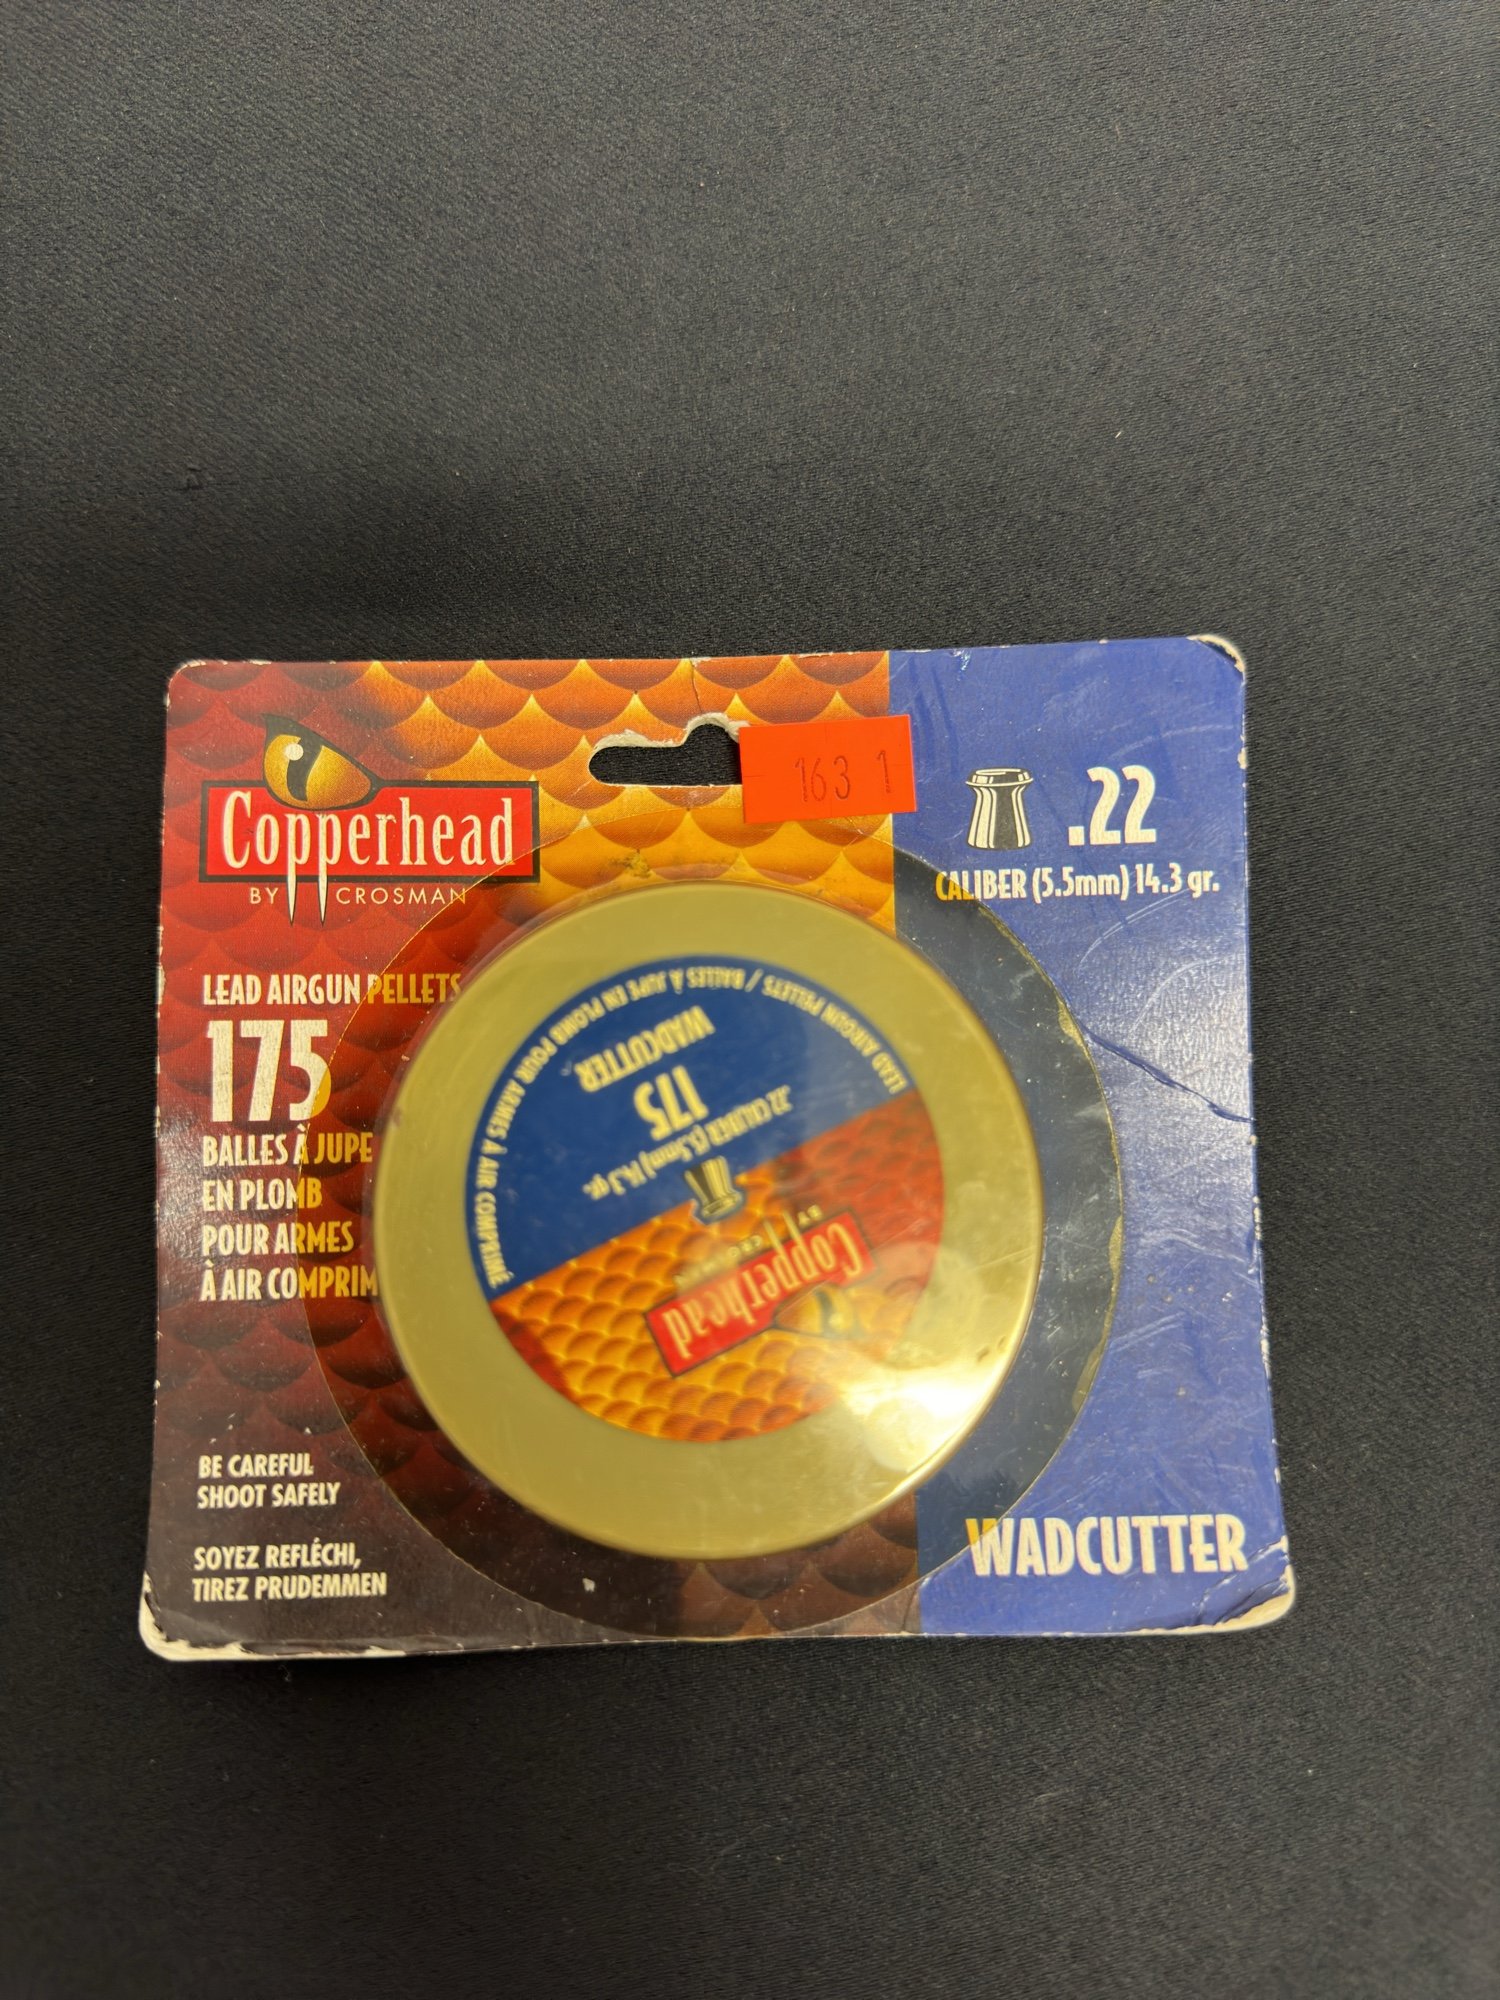 163 1
Copperhead
BY CROSMAN
.22
CALIBER (5.5mm) 14.3 gr.
LEAD AIRGUN PELLETS
175
BALLES À JUPE
EN PLOMB
POUR ARMES
À AIR COMPRIM
BE CAREFUL
SHOOT SAFELY
SOYEZ REFLÉCHI,
TIREZ PRUDEMMEN
WADCUTTER
Copperhead
BY CROSMAN
.22 CALIBER (5.5mm) 14.3 gr.
175
WADCUTTER
LEAD AIRGUN PELLETS / BALLES À JUPE EN PLOMB POUR ARMES À AIR COMPRIMÉ